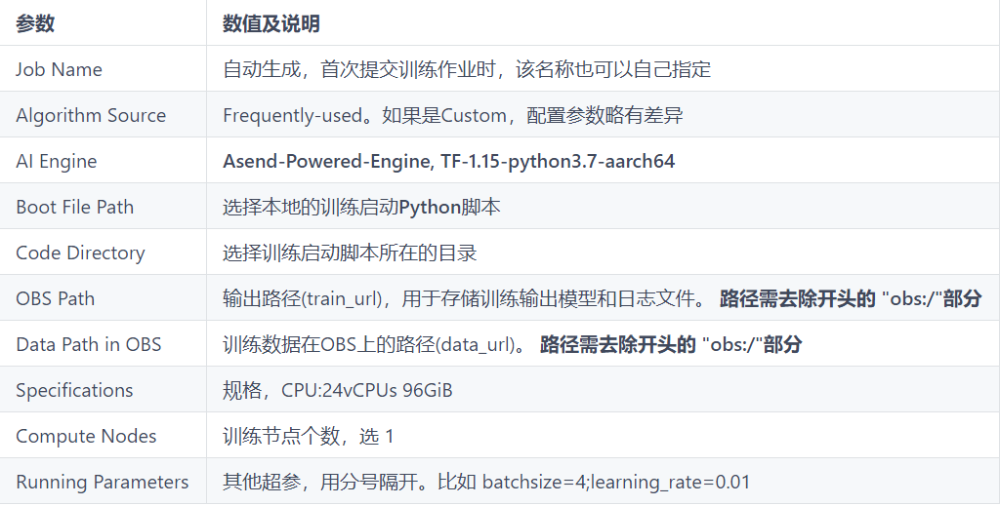 参数 数值及说明
Job Name 自动生成，首次提交训练作业时，该名称也可以自己指定
Algorithm Source Frequently-used。如果是Custom，配置参数略有差异
AI Engine Asend-Powered-Engine, TF-1.15-python3.7-aarch64
Boot File Path 选择本地的训练启动Python脚本
Code Directory 选择训练启动脚本所在的目录
OBS Path 输出路径(train_url)，用于存储训练输出模型和日志文件。 路径需去除开头的 "obs:/"部分
Data Path in OBS 训练数据在OBS上的路径(data_url)。 路径需去除开头的 "obs:/"部分
Specifications 规格，CPU:24vCPUs 96GiB
Compute Nodes 训练节点个数，选 1
Running Parameters 其他超参，用分号隔开。比如 batchsize=4;learning_rate=0.01